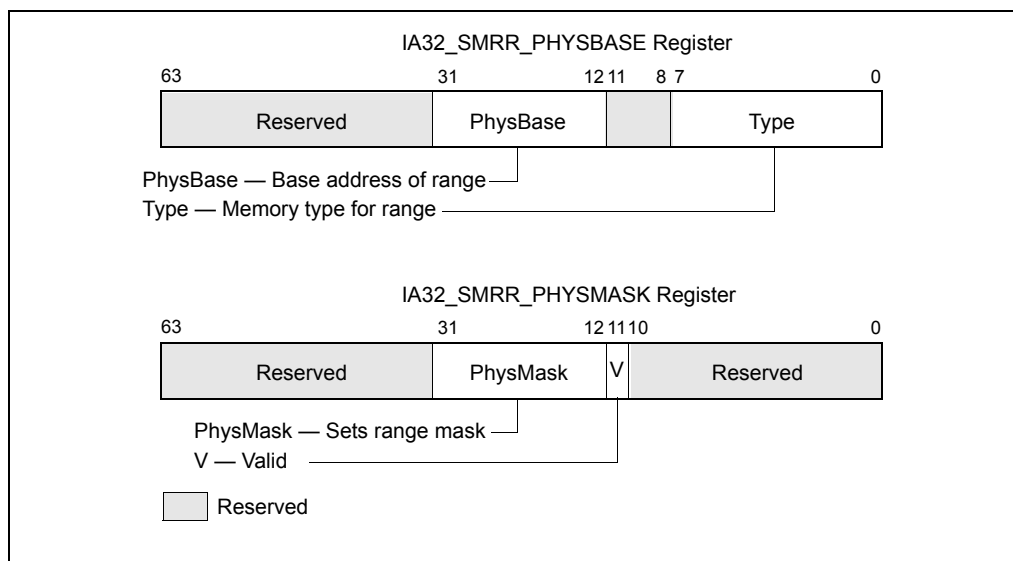 IA32_SMRR_PHYSBASE Register
63 31 12 11 8 7 0
Reserved PhysBase Type
PhysBase — Base address of range
Type — Memory type for range
IA32_SMRR_PHYSMASK Register
63 31 12 11 10 0
Reserved PhysMask V Reserved
PhysMask — Sets range mask
V — Valid
Reserved